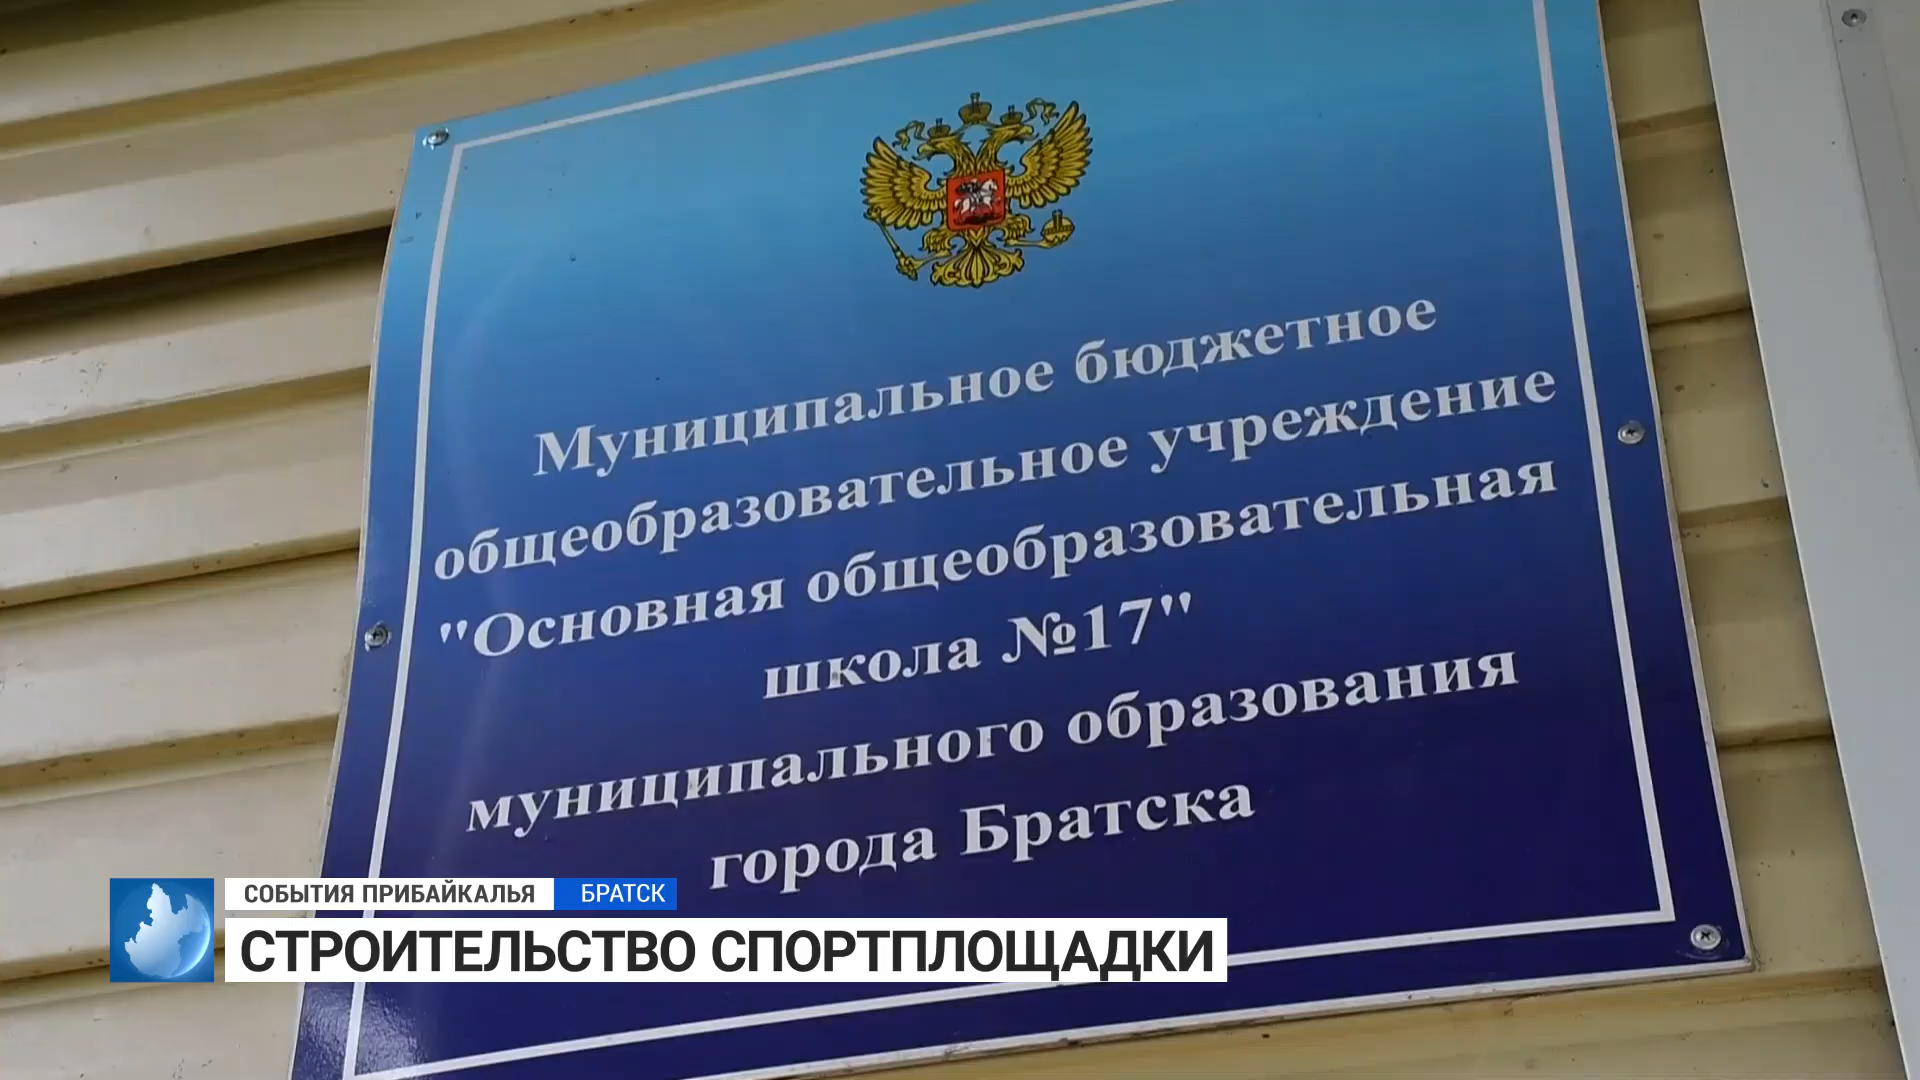 Муниципальное бюджетное
общеобразовательное учреждение
"Основная общеобразовательная
школа №17"
муниципального образования
города Братска
СОБЫТИЯ ПРИБАЙКАЛЬЯ БРАТСК
СТРОИТЕЛЬСТВО СПОРТПЛОЩАДКИ